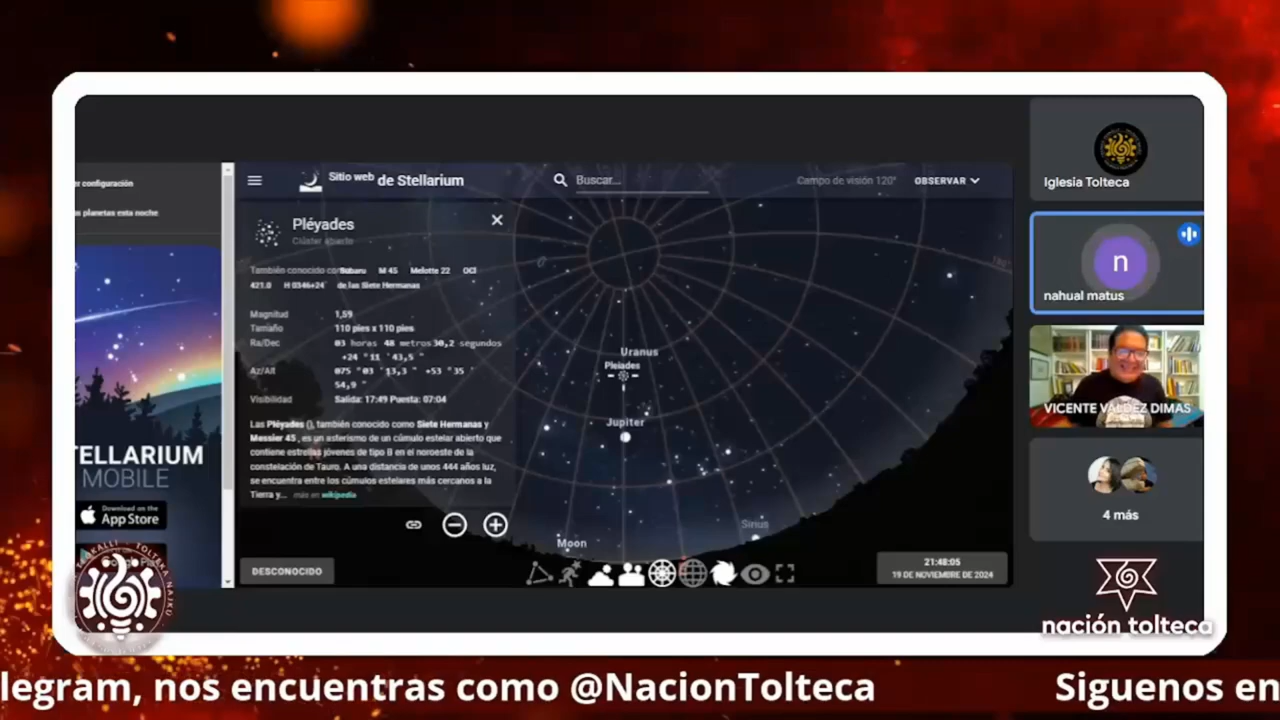 er configuración
s planetas esta noche
TELLARIUM
MOBILE
Download on the
App Store
Sitio web de Stellarium
Buscar...
Campo de visión 120°
OBSERVAR
Pléyades
Clúster abierto
También conocido co Subaru M 45 Melotte 22 OCl
421.0 H 0346+24 de las Siete Hermanas
Magnitud 1,59
Tamaño 110 pies x 110 pies
Ra/Dec 03 horas 48 metros 30,2 segundos
+24 °11 '43,5 "
Az/Alt 075 °03 '13,3 " +53 °35 '
54,9 "
Visibilidad Salida: 17:49 Puesta: 07:04
Las Pléyades (), también conocido como Siete Hermanas y
Messier 45 , es un asterismo de un cúmulo estelar abierto que
contiene estrellas jóvenes de tipo B en el noroeste de la
constelación de Tauro. A una distancia de unos 444 años luz,
se encuentra entre los cúmulos estelares más cercanos a la
Tierra y... más en wikipedia
DESCONOCIDO
Uranus
Pleiades
Jupiter
Sirius
Moon
21:48:05
19 DE NOVIEMBRE DE 2024
Iglesia Tolteca
n
nahual matus
VICENTE VALDEZ DIMAS
4 más
nación tolteca
legram, nos encuentras como @NacionTolteca
Siguenos en